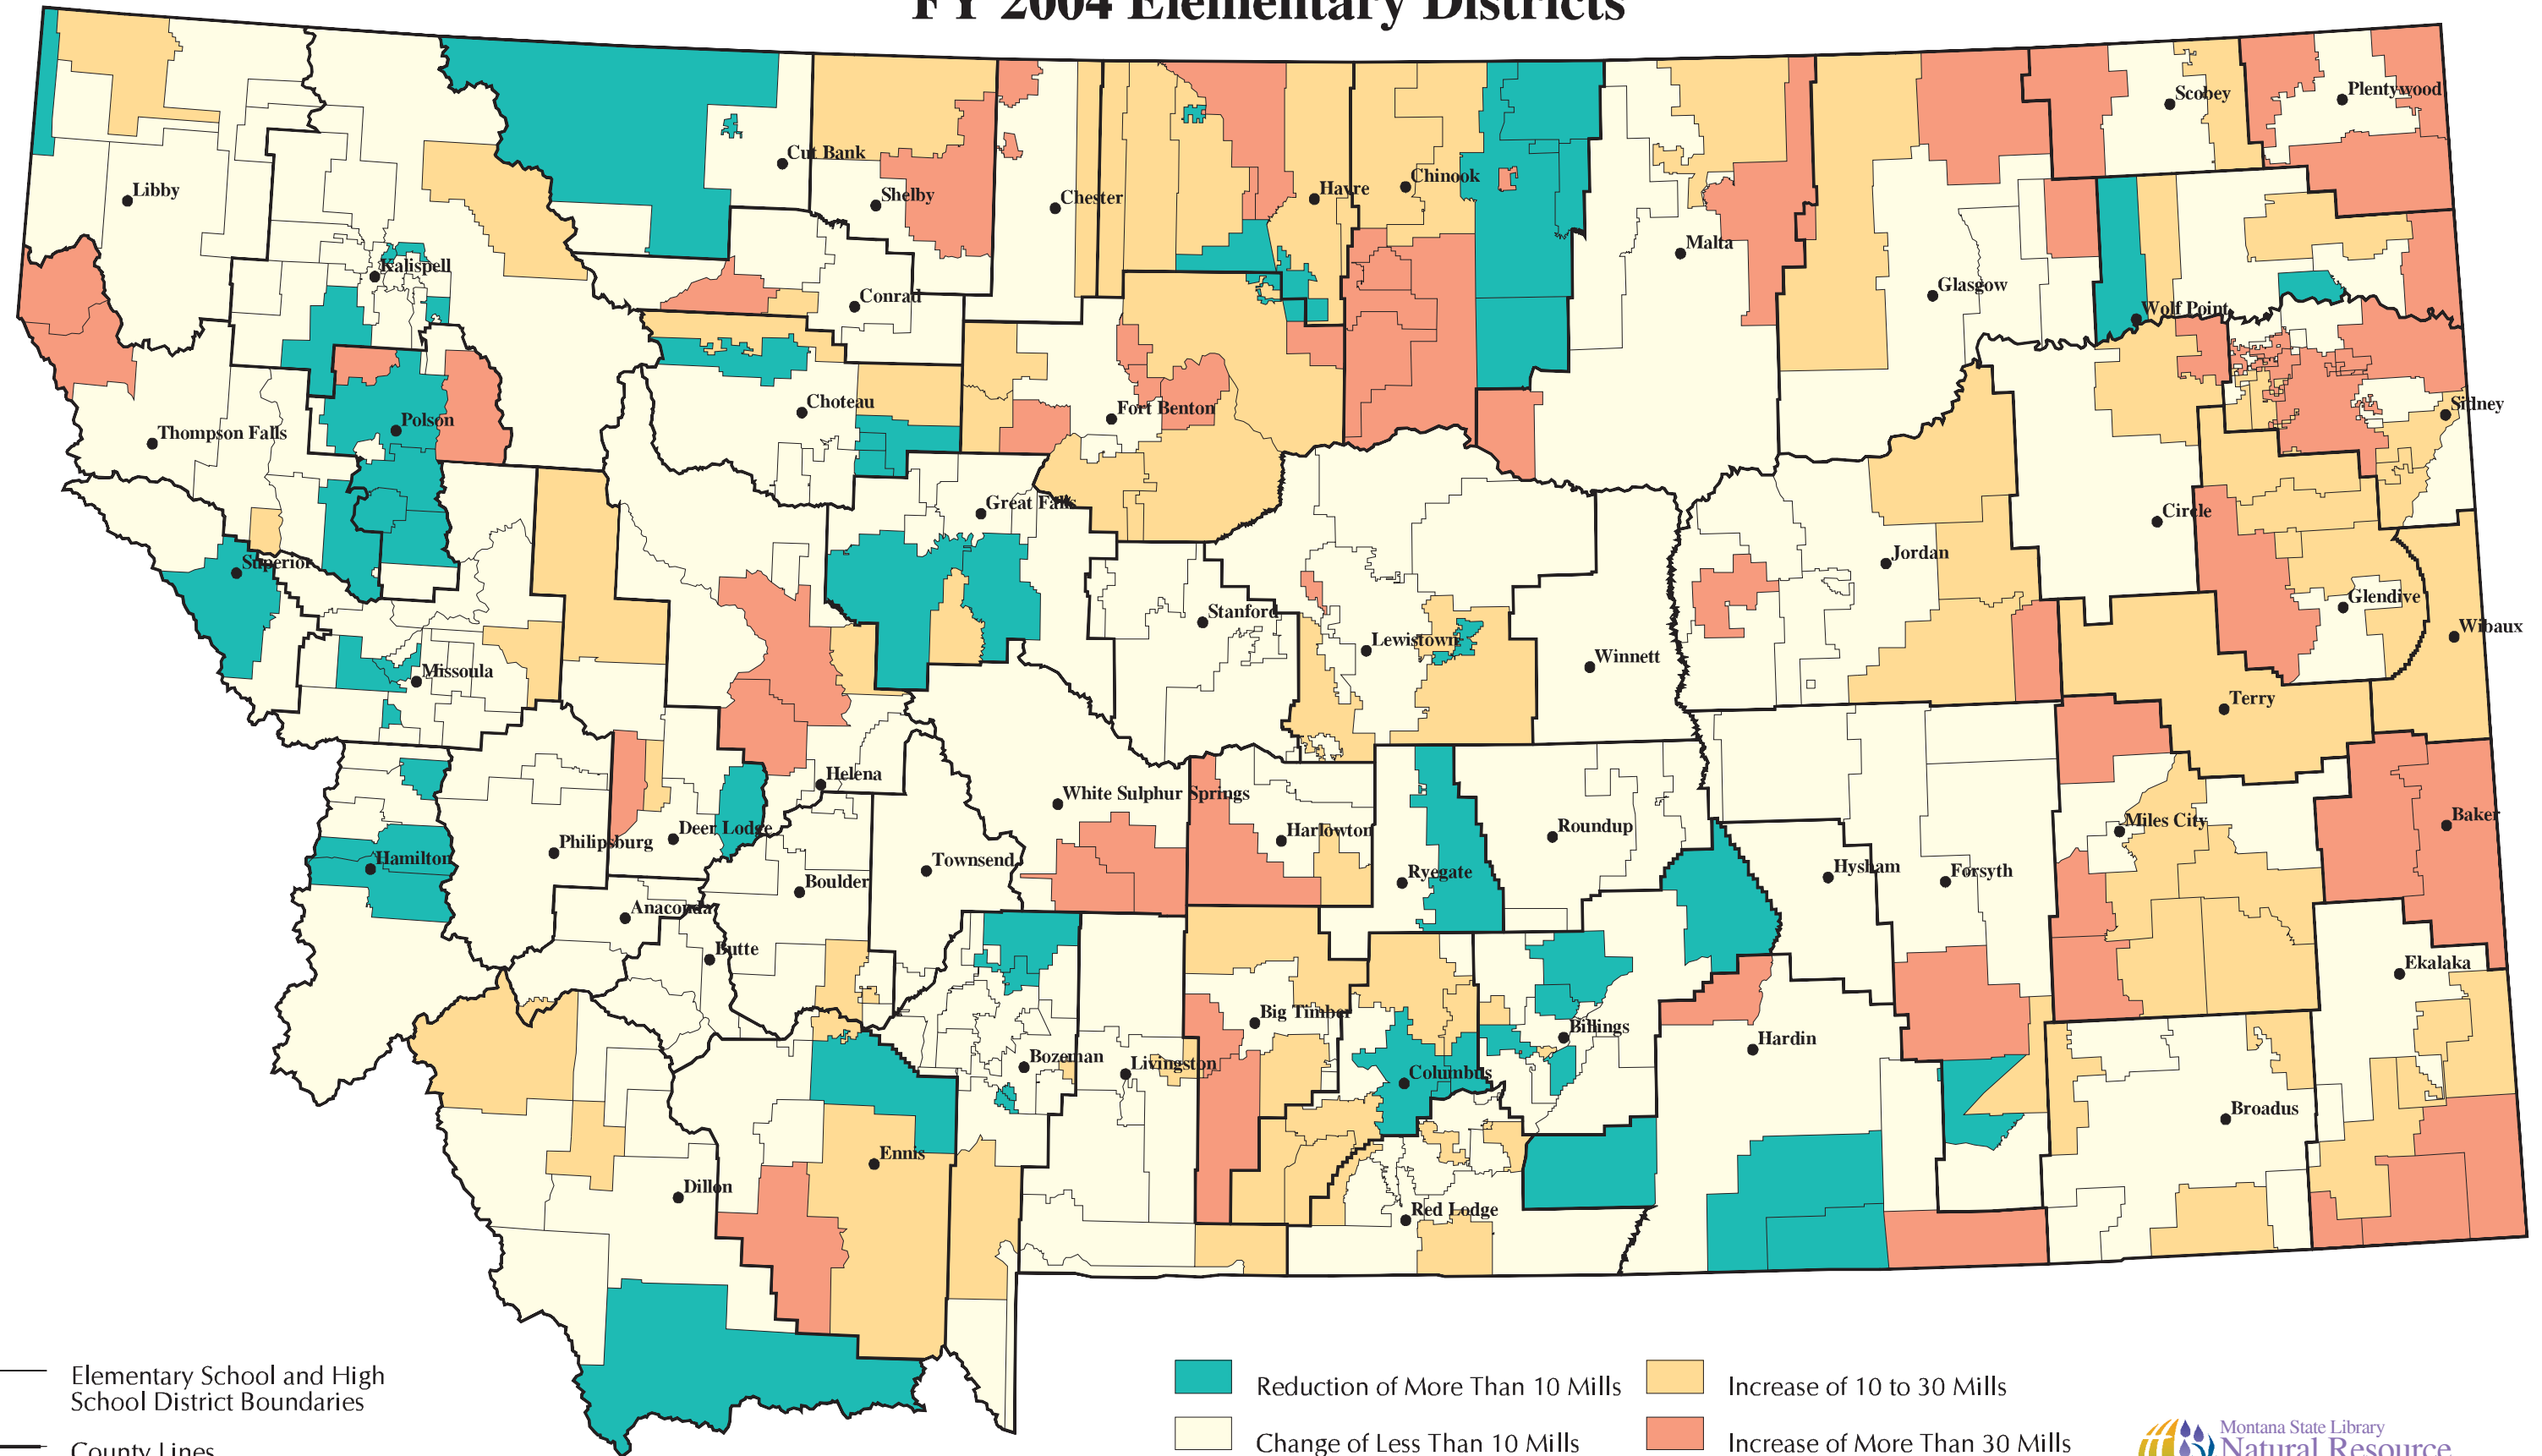 FY 2004 Elementary Districts
Scobey
Plentywood
Cut Bank
Libby
Shelby
Chester
Havre
Chinook
Malta
Kalispell
Conrad
Glasgow
Wolf Point
Choteau
Fort Benton
Sidney
Polson
Thompson Falls
Great Falls
Circle
Superior
Jordan
Glendive
Stanford
Lewistown
Wibaux
Missoula
Winnett
Terry
Helena
White Sulphur Springs
Harlowton
Roundup
Miles City
Baker
Philipsburg
Deer Lodge
Hamilton
Townsend
Ryegate
Hysham
Forsyth
Boulder
Anaconda
Butte
Ekalaka
Big Timber
Billings
Hardin
Bozeman
Livingston
Columbus
Broadus
Ennis
Dillon
Red Lodge
Elementary School and High
School District Boundaries
County Lines
Reduction of More Than 10 Mills
Increase of 10 to 30 Mills
Change of Less Than 10 Mills
Increase of More Than 30 Mills
Montana State Library
Natural Resource